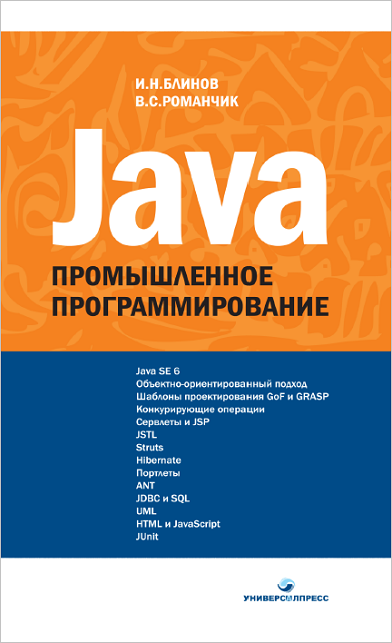 И.Н.БЛИНОВ
В.С.РОМАНЧИК
Java
ПРОМЫШЛЕННОЕ
ПРОГРАММИРОВАНИЕ
Java SE 6
Объектно-ориентированный подход
Шаблоны проектирования GoF и GRASP
Конкурирующие операции
Сервлеты и JSP
JSTL
Struts
Hibernate
Портлеты
ANT
JDBC и SQL
UML
HTML и JavaScript
JUnit
УНИВЕРСАЛПРЕСС